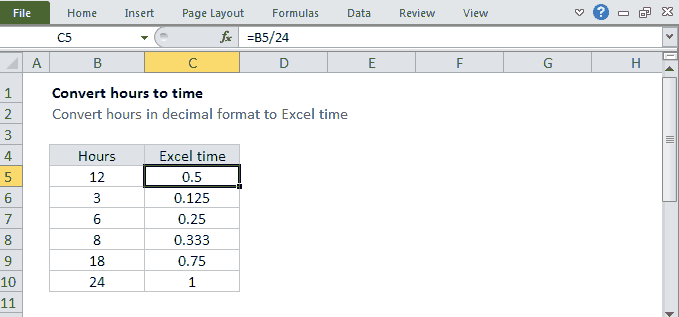 File Home Insert Page Layout Formulas Data Review View ?
C5 fx =B5/24
A B C D E F G H
1 Convert hours to time
2 Convert hours in decimal format to Excel time
3
4 Hours Excel time
5 12 0.5
6 3 0.125
7 6 0.25
8 8 0.333
9 18 0.75
10 24 1
11